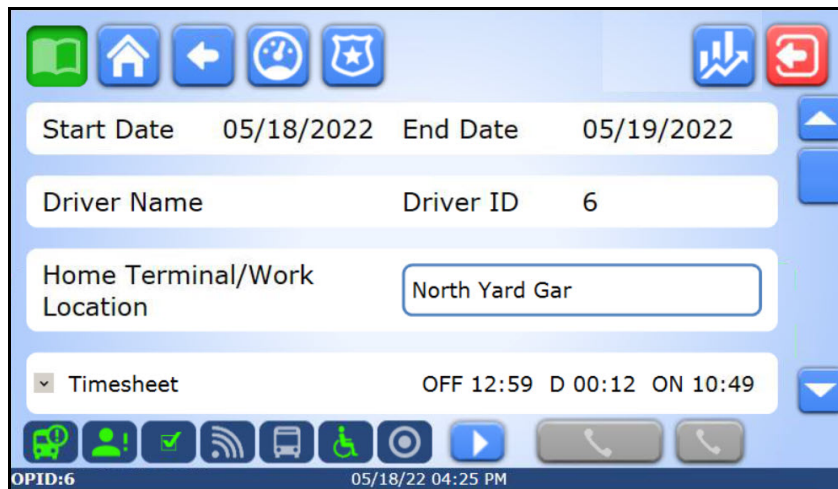 Start Date 05/18/2022 End Date 05/19/2022
Driver Name Driver ID 6
Home Terminal/Work
Location
North Yard Gar
Timesheet OFF 12:59 D 00:12 ON 10:49
OPID:6 05/18/22 04:25 PM